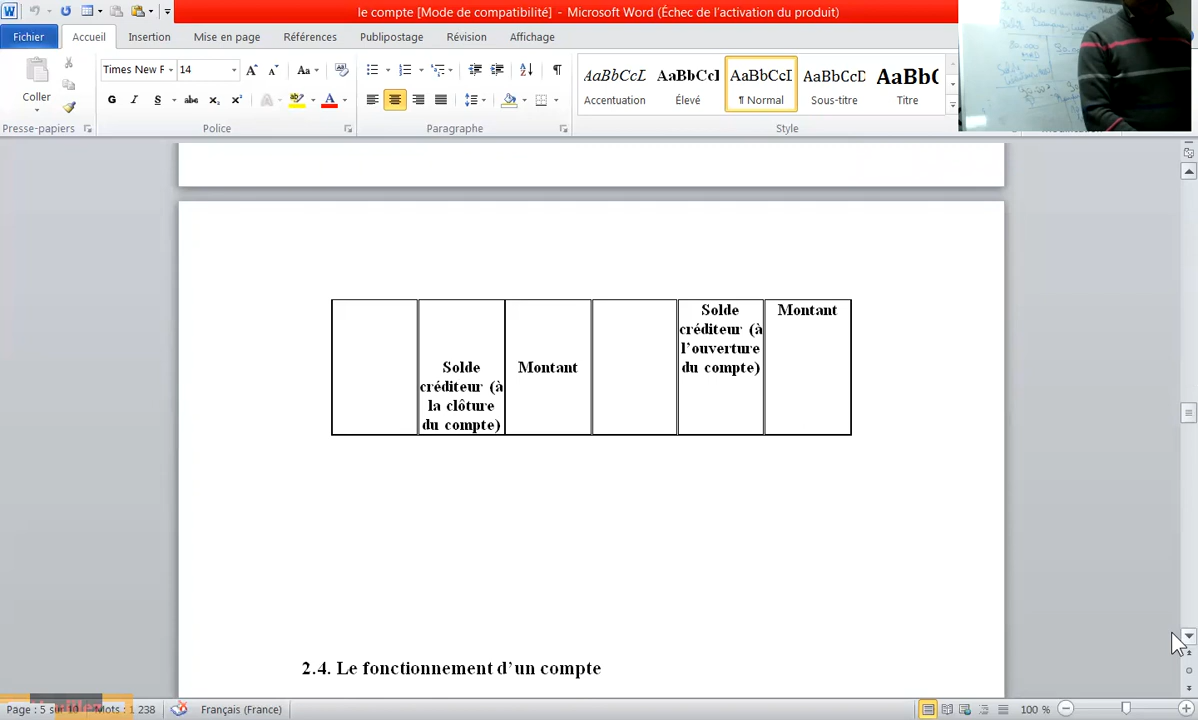 le compte [Mode de compatibilité] - Microsoft Word (Échec de l'activation du produit)
Fichier Accueil Insertion Mise en page Références Publipostage Révision Affichage
Coller
Times New F 14
AaBbCcL AaBbCcI AaBbCcI AaBbCcD AaBbC
Accentuation Élevé ¶ Normal Sous-titre Titre
Presse-papiers Police Paragraphe Style
Solde créditeur (à la clôture du compte)
Montant
Solde créditeur (à l'ouverture du compte)
Montant
2.4. Le fonctionnement d'un compte
Page : 5 sur 10 Mots : 1 238 Français (France) 100 %